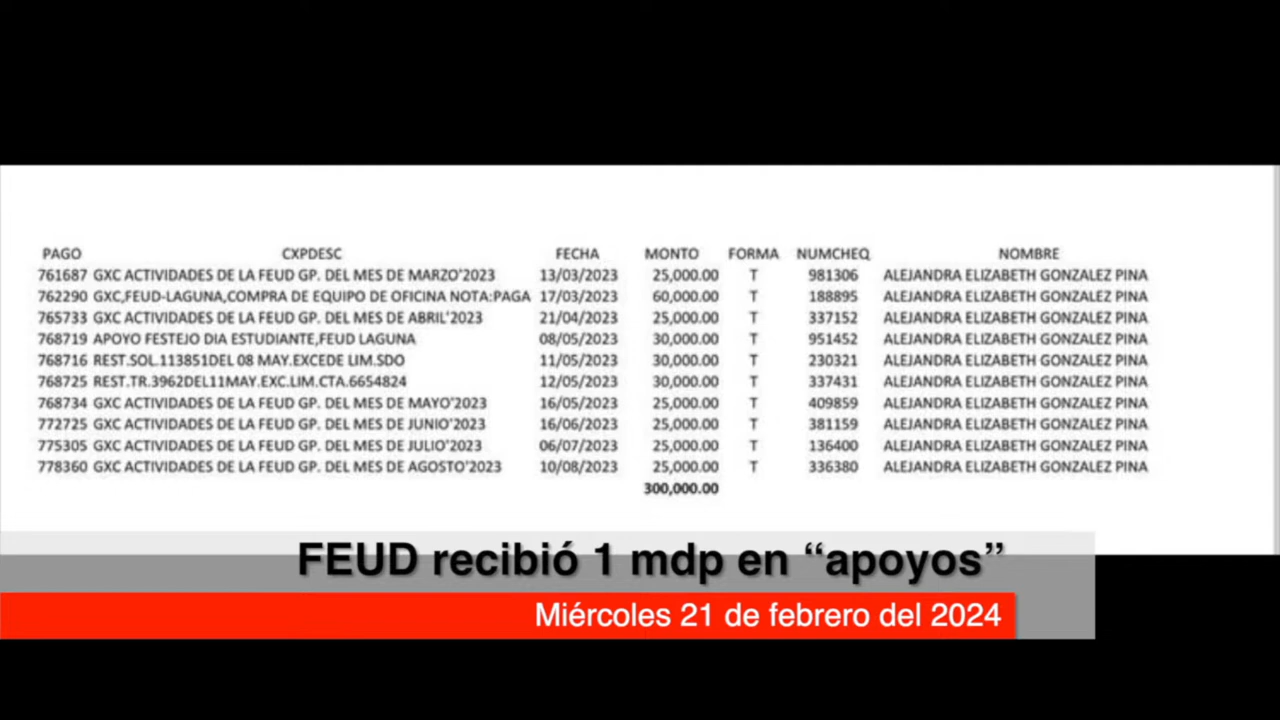 PAGO CXPDESC FECHA MONTO FORMA NUMCHEQ NOMBRE
761687 GXC ACTIVIDADES DE LA FEUD GP. DEL MES DE MARZO'2023 13/03/2023 25,000.00 T 981306 ALEJANDRA ELIZABETH GONZALEZ PINA
762290 GXC,FEUD-LAGUNA,COMPRA DE EQUIPO DE OFICINA NOTA:PAGA 17/03/2023 60,000.00 T 188895 ALEJANDRA ELIZABETH GONZALEZ PINA
765733 GXC ACTIVIDADES DE LA FEUD GP. DEL MES DE ABRIL'2023 21/04/2023 25,000.00 T 337152 ALEJANDRA ELIZABETH GONZALEZ PINA
768719 APOYO FESTEJO DIA ESTUDIANTE,FEUD LAGUNA 08/05/2023 30,000.00 T 951452 ALEJANDRA ELIZABETH GONZALEZ PINA
768716 REST.SOL.113851DEL 08 MAY.EXCEDE LIM.SDO 11/05/2023 30,000.00 T 230321 ALEJANDRA ELIZABETH GONZALEZ PINA
768725 REST.TR.3962DEL11MAY.EXC.LIM.CTA.6654824 12/05/2023 30,000.00 T 337431 ALEJANDRA ELIZABETH GONZALEZ PINA
768734 GXC ACTIVIDADES DE LA FEUD GP. DEL MES DE MAYO'2023 16/05/2023 25,000.00 T 409859 ALEJANDRA ELIZABETH GONZALEZ PINA
772725 GXC ACTIVIDADES DE LA FEUD GP. DEL MES DE JUNIO'2023 16/06/2023 25,000.00 T 381159 ALEJANDRA ELIZABETH GONZALEZ PINA
775305 GXC ACTIVIDADES DE LA FEUD GP. DEL MES DE JULIO'2023 06/07/2023 25,000.00 T 136400 ALEJANDRA ELIZABETH GONZALEZ PINA
778360 GXC ACTIVIDADES DE LA FEUD GP. DEL MES DE AGOSTO'2023 10/08/2023 25,000.00 T 336380 ALEJANDRA ELIZABETH GONZALEZ PINA
300,000.00
FEUD recibió 1 mdp en “apoyos”
Miércoles 21 de febrero del 2024